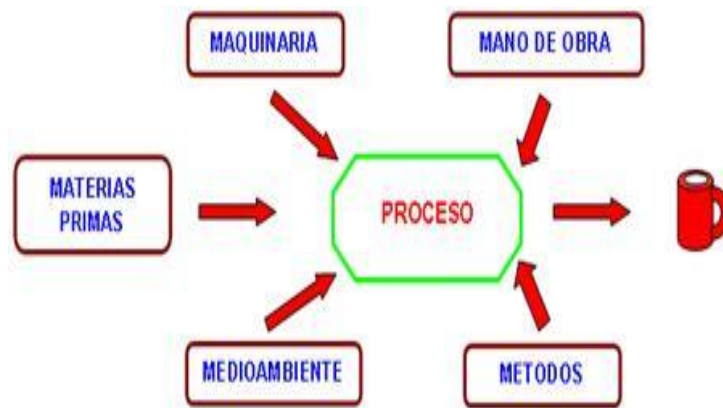 MAQUINARIA
MANO DE OBRA
MATERIAS
PRIMAS
PROCESO
MEDIOAMBIENTE
METODOS